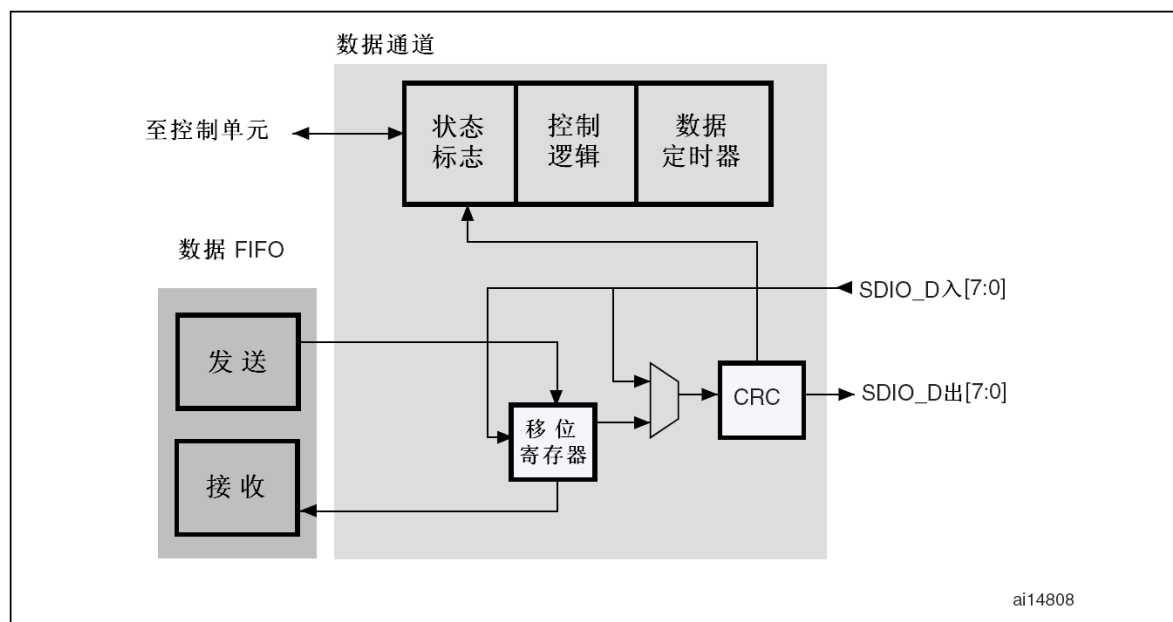 数据通道
至控制单元
状态
标志
控制
逻辑
数据
定时器
数据 FIFO
SDIO_D入[7:0]
发 送
CRC
SDIO_D出[7:0]
移 位
寄存器
接 收
ai14808